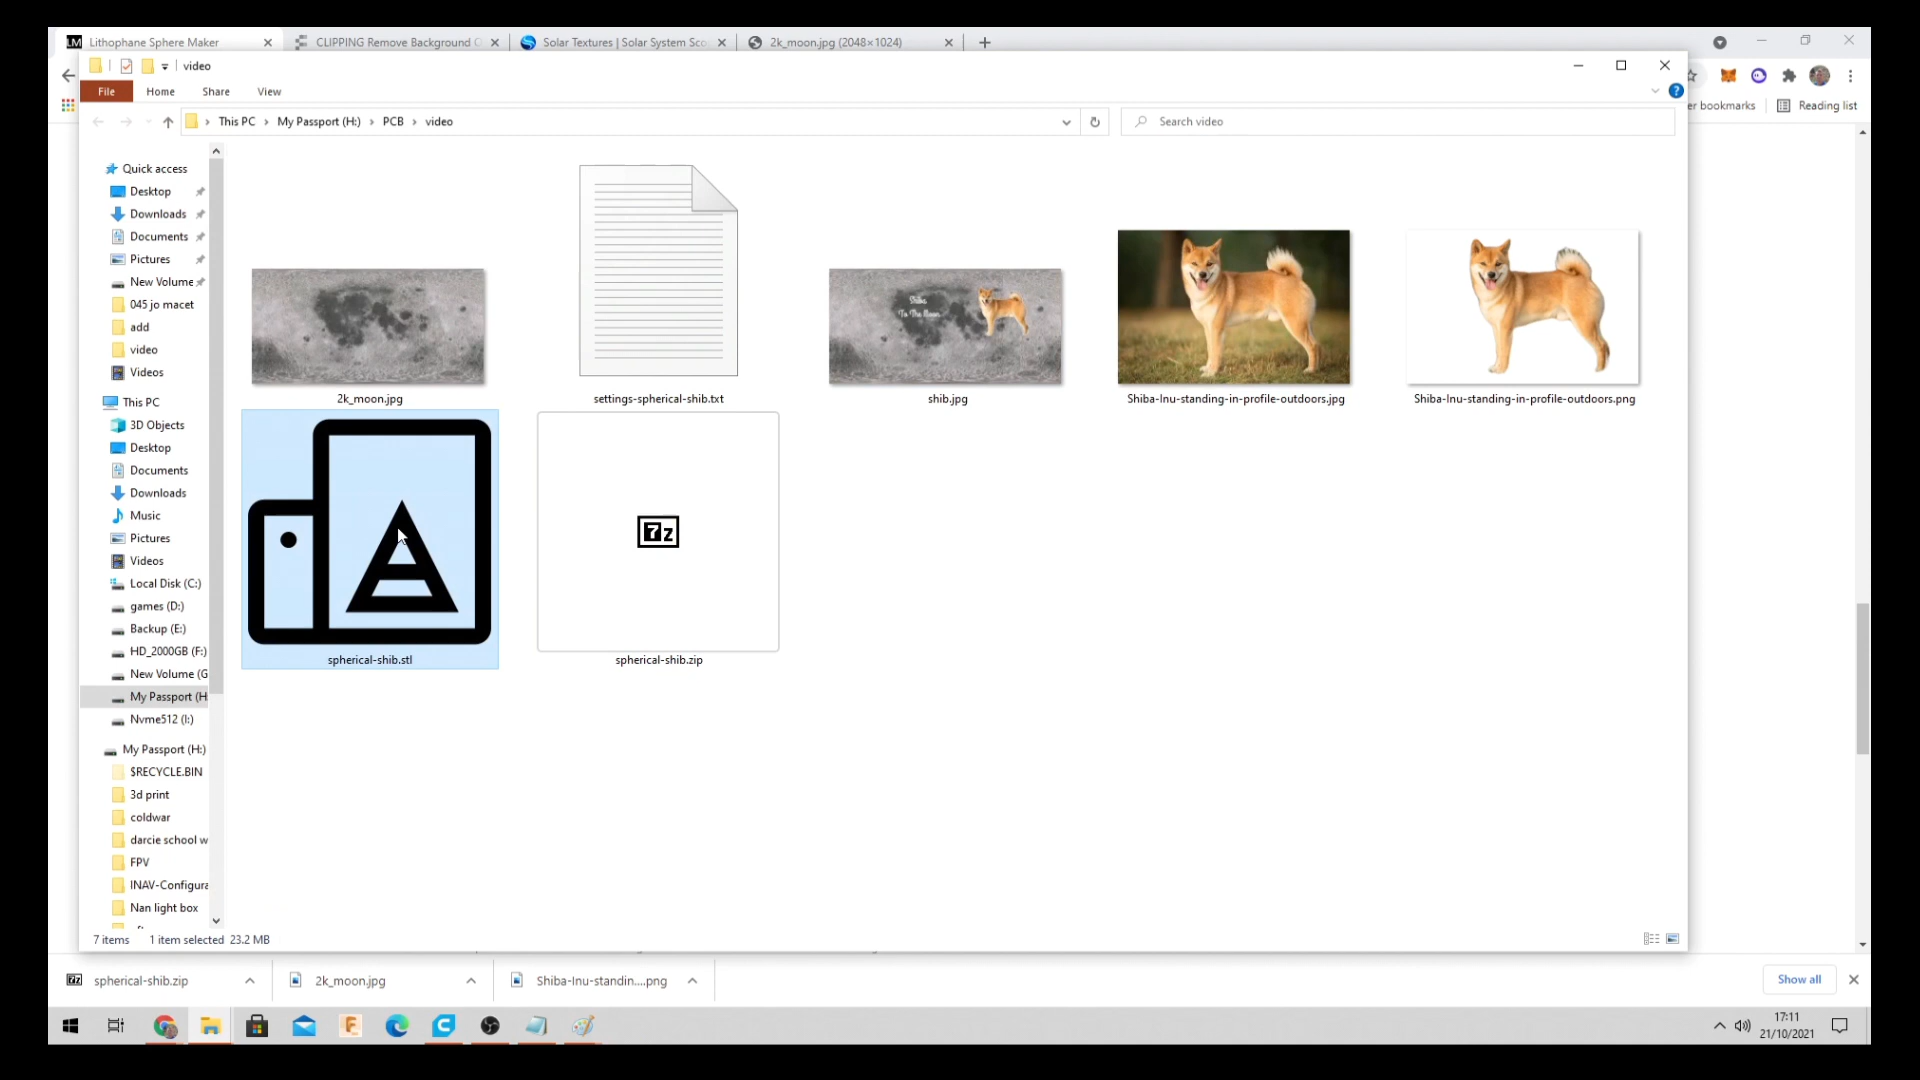 LM Lithophane Sphere Maker
CLIPPING Remove Background O
Solar Textures | Solar System Sco
2k_moon.jpg (2048×1024)
video
File Home Share View
er bookmarks
Reading list
This PC > My Passport (H:) > PCB > video
Search video
Quick access
Desktop
Downloads
Documents
Pictures
New Volume
045 jo macet
add
video
Videos
This PC
3D Objects
Desktop
Documents
Downloads
Music
Pictures
Videos
Local Disk (C:)
games (D:)
Backup (E:)
HD_2000GB (F:)
New Volume (G
My Passport (H
Nvme512 (I:)
My Passport (H:)
$RECYCLE.BIN
3d print
coldwar
darcie school w
FPV
INAV-Configura
Nan light box
Shiba
To The Moon
2k_moon.jpg
settings-spherical-shib.txt
shib.jpg
Shiba-Inu-standing-in-profile-outdoors.jpg
Shiba-Inu-standing-in-profile-outdoors.png
7z
spherical-shib.stl
spherical-shib.zip
7 items 1 item selected 23.2 MB
7z spherical-shib.zip
2k_moon.jpg
Shiba-Inu-standin....png
Show all
17:11
21/10/2021